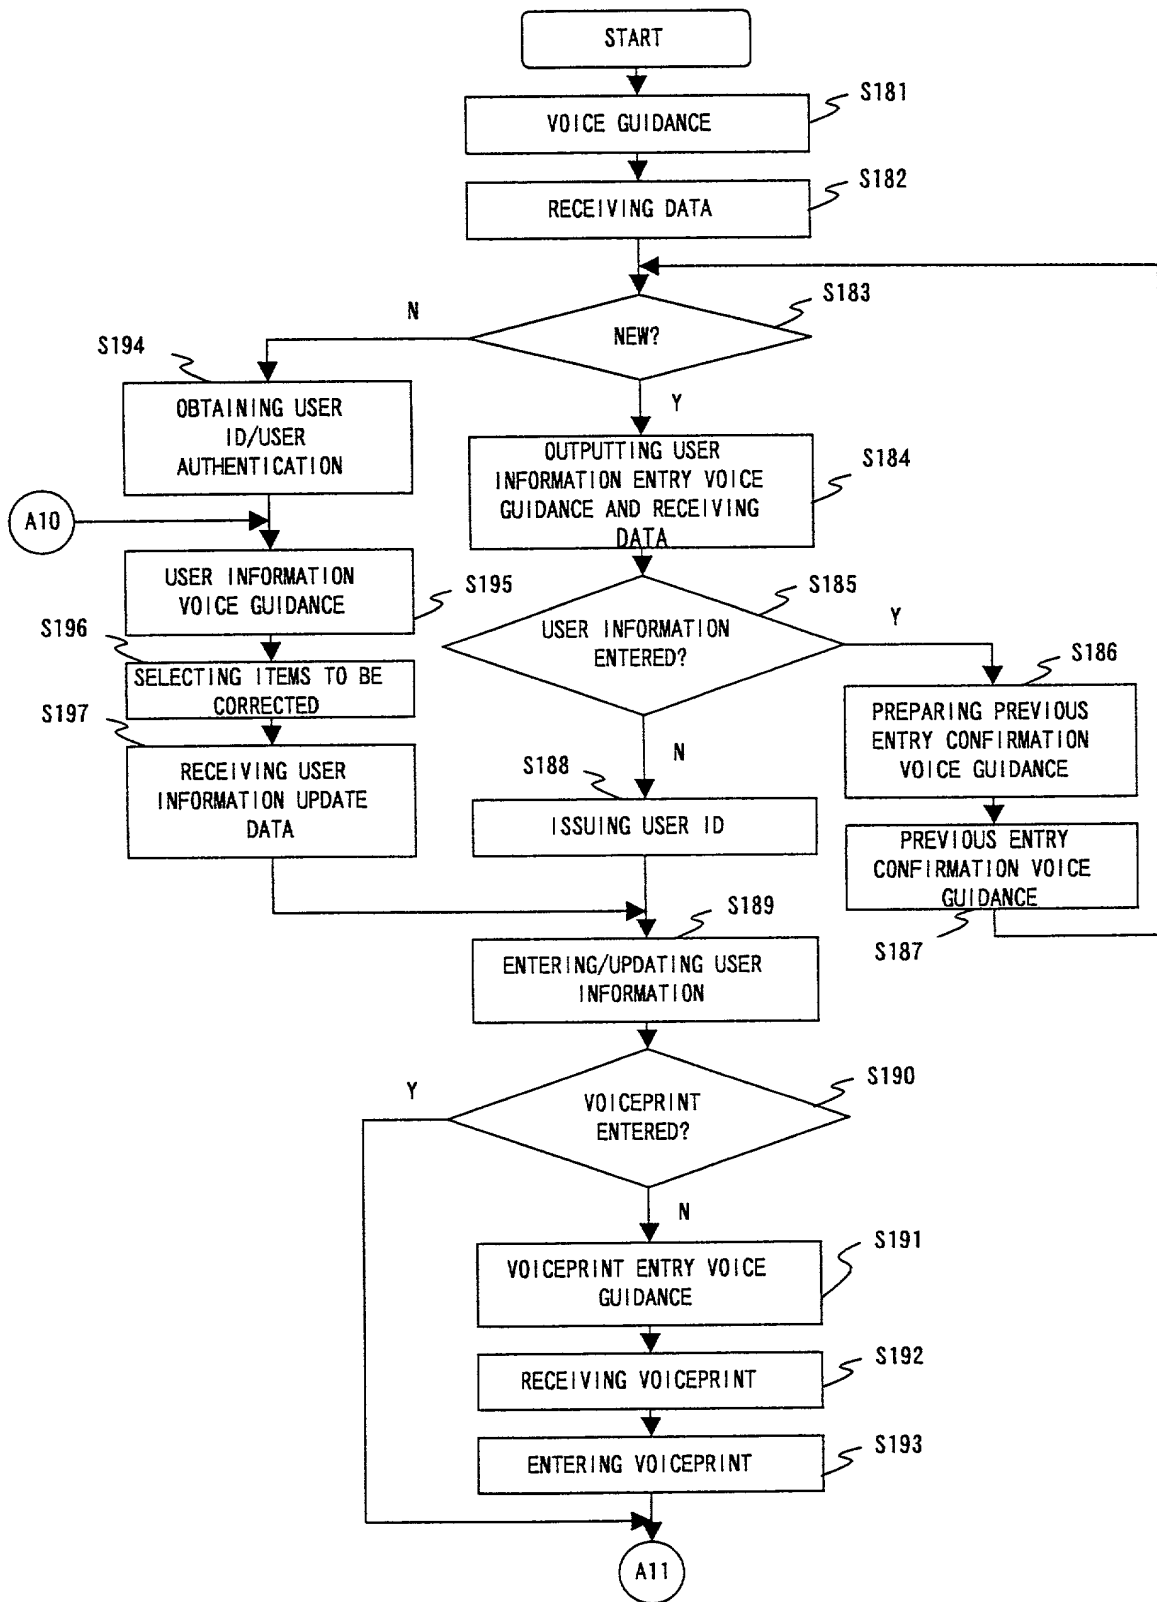 START
S181
VOICE GUIDANCE
S182
RECEIVING DATA
S183
N
NEW?
S194
Y
OBTAINING USER
ID/USER
AUTHENTICATION
OUTPUTTING USER
INFORMATION ENTRY VOICE
GUIDANCE AND RECEIVING
DATA
S184
A10
USER INFORMATION
VOICE GUIDANCE
S195
S185
USER INFORMATION
ENTERED?
Y
S196
SELECTING ITEMS TO BE
CORRECTED
S186
PREPARING PREVIOUS
ENTRY CONFIRMATION
VOICE GUIDANCE
S197
RECEIVING USER
INFORMATION UPDATE
DATA
N
S188
ISSUING USER ID
PREVIOUS ENTRY
CONFIRMATION VOICE
GUIDANCE
S187
S189
ENTERING/UPDATING USER
INFORMATION
S190
Y
VOICEPRINT
ENTERED?
N
S191
VOICEPRINT ENTRY VOICE
GUIDANCE
S192
RECEIVING VOICEPRINT
S193
ENTERING VOICEPRINT
A11